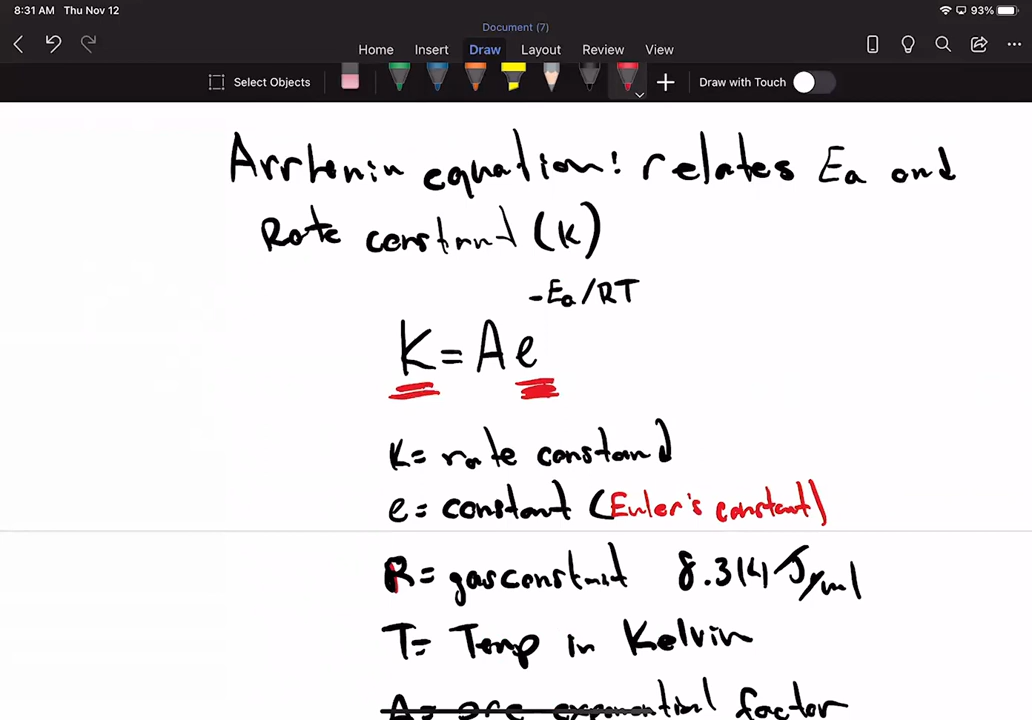 8:31 AM Thu Nov 12 93%
Document (7)
Home Insert Draw Layout Review View
Select Objects Draw with Touch
Arrhenin equation: relates Ea and
Rate constant (K)
-Ea/RT
K = A e
K = rate constand
e = constant (Euler's constant)
R = gas constant 8.314 J/mol
T = Temp in Kelvin
A = pre exponential factor